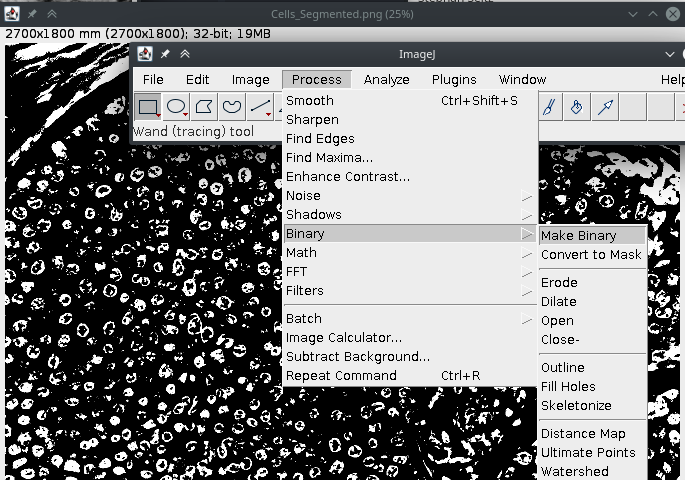 Cells_Segmented.png (25%)
2700x1800 mm (2700x1800); 32-bit; 19MB
ImageJ
File Edit Image Process Analyze Plugins Window Help
Wand (tracing) tool
Smooth Ctrl+Shift+S
Sharpen
Find Edges
Find Maxima...
Enhance Contrast...
Noise
Shadows
Binary
Math
FFT
Filters
Batch
Image Calculator...
Subtract Background...
Repeat Command Ctrl+R
Make Binary
Convert to Mask
Erode
Dilate
Open
Close-
Outline
Fill Holes
Skeletonize
Distance Map
Ultimate Points
Watershed